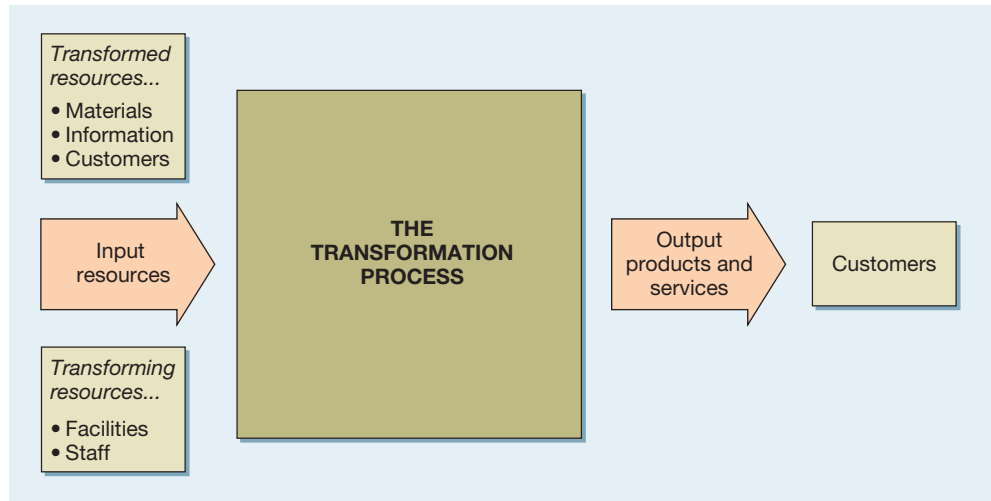 Transformed
resources...
• Materials
• Information
• Customers
Input
resources
Transforming
resources...
• Facilities
• Staff
THE
TRANSFORMATION
PROCESS
Output
products and
services
Customers